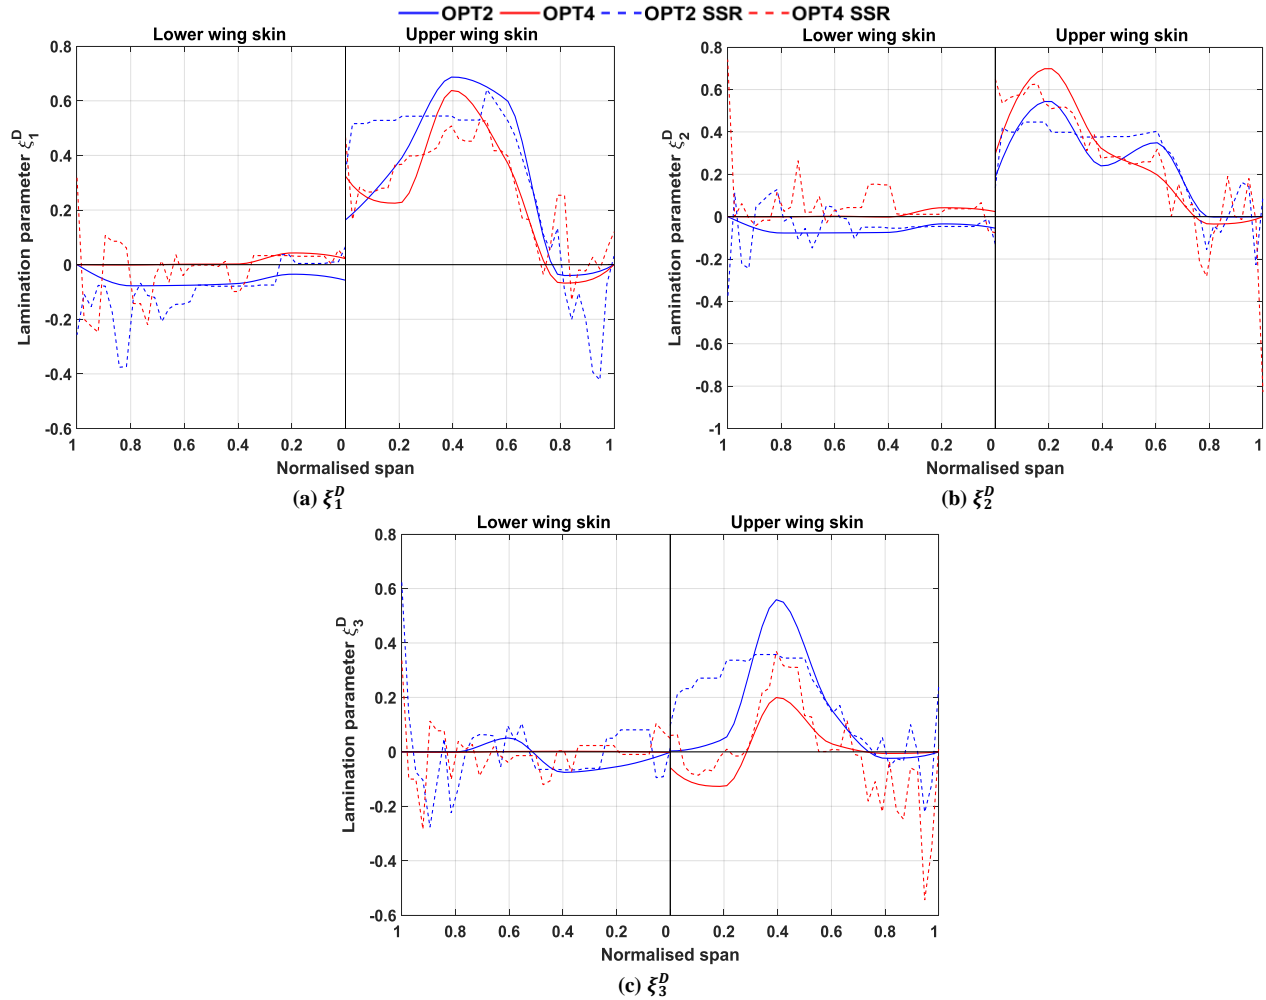 OPT2 OPT4 OPT2 SSR OPT4 SSR
Lower wing skin Upper wing skin
0.8
0.6
0.4
0.2
0
-0.2
-0.4
-0.6
Lamination parameter ξ₁ᴰ
1 0.8 0.6 0.4 0.2 0 0.2 0.4 0.6 0.8 1
Normalised span
(a) ξ₁ᴰ
Lower wing skin Upper wing skin
0.8
0.6
0.4
0.2
0
-0.2
-0.4
-0.6
-0.8
-1
Lamination parameter ξ₂ᴰ
1 0.8 0.6 0.4 0.2 0 0.2 0.4 0.6 0.8 1
Normalised span
(b) ξ₂ᴰ
Lower wing skin Upper wing skin
0.8
0.6
0.4
0.2
0
-0.2
-0.4
-0.6
Lamination parameter ξ₃ᴰ
1 0.8 0.6 0.4 0.2 0 0.2 0.4 0.6 0.8 1
Normalised span
(c) ξ₃ᴰ